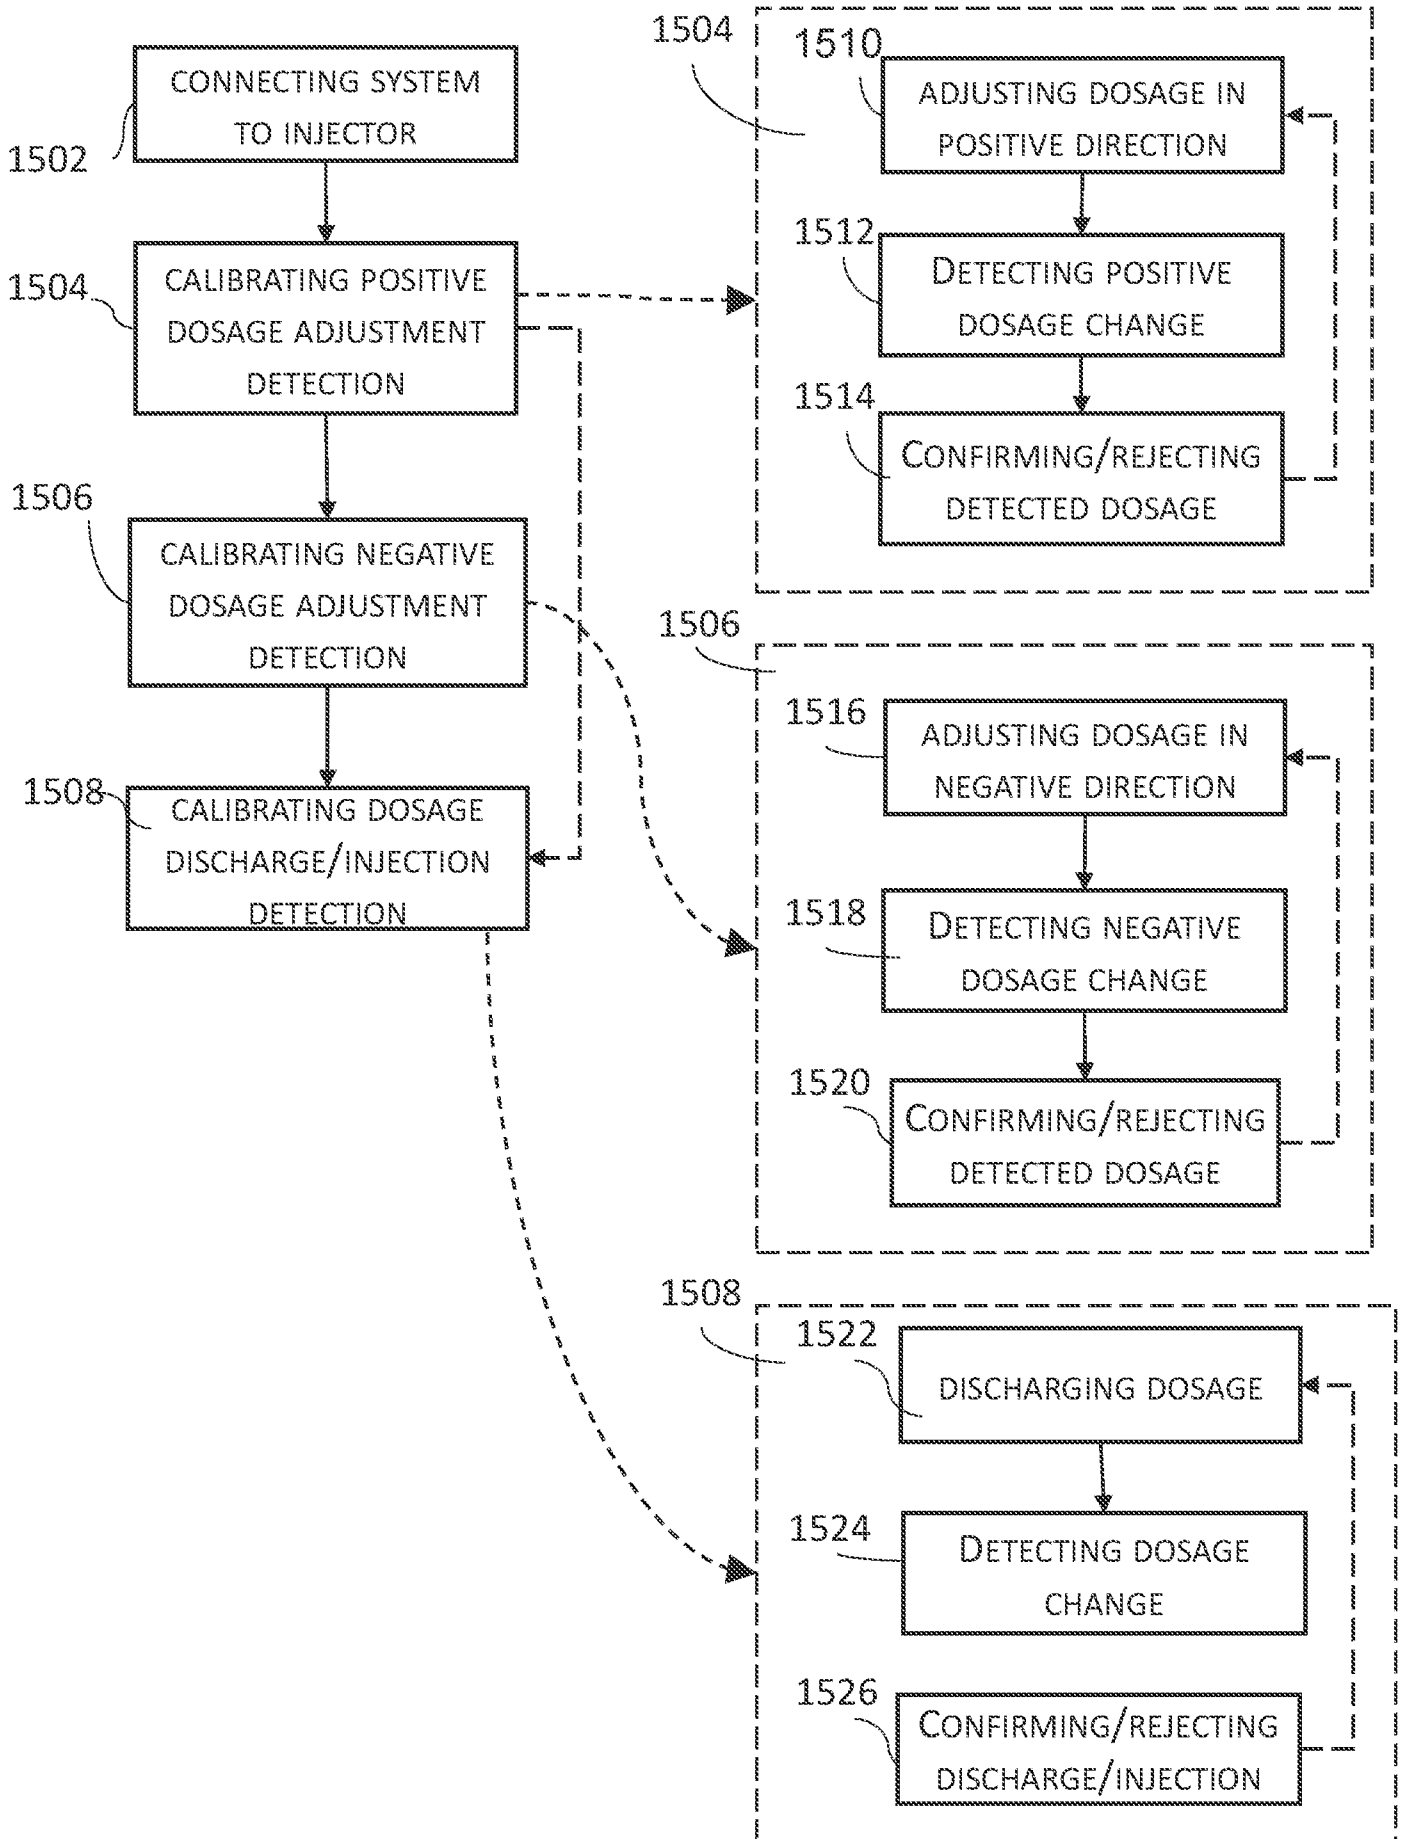 1502
CONNECTING SYSTEM
TO INJECTOR
1504
CALIBRATING POSITIVE
DOSAGE ADJUSTMENT
DETECTION
1506
CALIBRATING NEGATIVE
DOSAGE ADJUSTMENT
DETECTION
1508
CALIBRATING DOSAGE
DISCHARGE/INJECTION
DETECTION
1504
1510
ADJUSTING DOSAGE IN
POSITIVE DIRECTION
1512
DETECTING POSITIVE
DOSAGE CHANGE
1514
CONFIRMING/REJECTING
DETECTED DOSAGE
1506
1516
ADJUSTING DOSAGE IN
NEGATIVE DIRECTION
1518
DETECTING NEGATIVE
DOSAGE CHANGE
1520
CONFIRMING/REJECTING
DETECTED DOSAGE
1508
1522
DISCHARGING DOSAGE
1524
DETECTING DOSAGE
CHANGE
1526
CONFIRMING/REJECTING
DISCHARGE/INJECTION